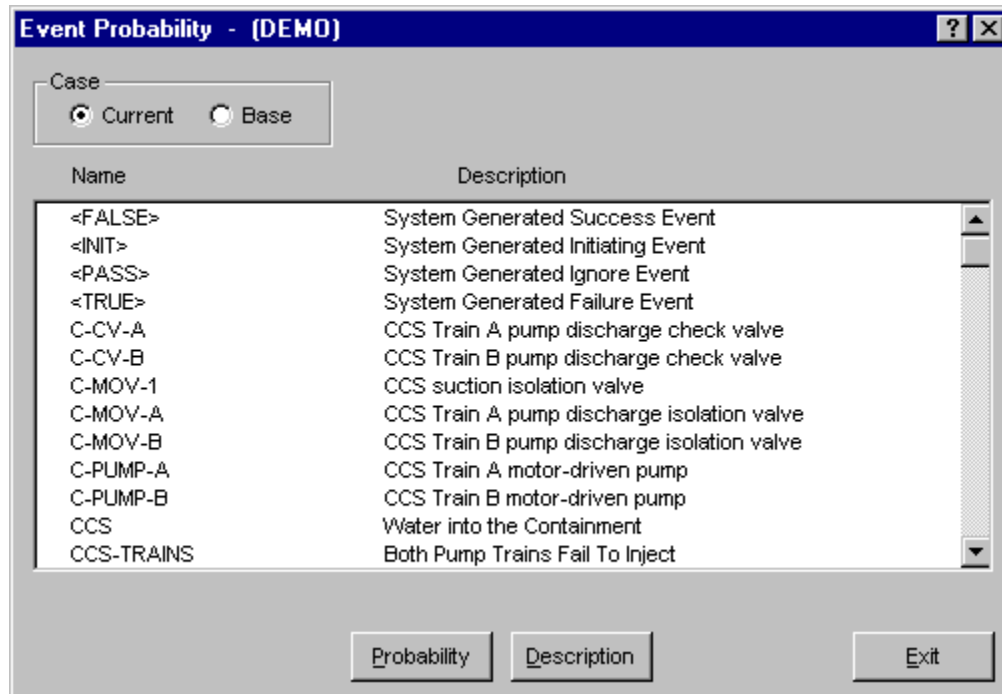 Event Probability - (DEMO)
Case
Current Base
Name Description
<FALSE> System Generated Success Event
<INIT> System Generated Initiating Event
<PASS> System Generated Ignore Event
<TRUE> System Generated Failure Event
C-CV-A CCS Train A pump discharge check valve
C-CV-B CCS Train B pump discharge check valve
C-MOV-1 CCS suction isolation valve
C-MOV-A CCS Train A pump discharge isolation valve
C-MOV-B CCS Train B pump discharge isolation valve
C-PUMP-A CCS Train A motor-driven pump
C-PUMP-B CCS Train B motor-driven pump
CCS Water into the Containment
CCS-TRAINS Both Pump Trains Fail To Inject
Probability Description Exit